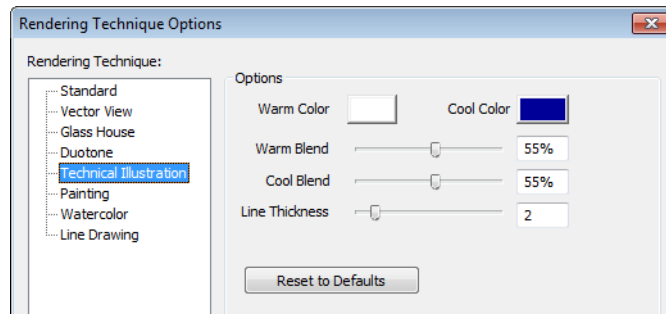 Rendering Technique Options
Rendering Technique:
Standard
Vector View
Glass House
Duotone
Technical Illustration
Painting
Watercolor
Line Drawing
Options
Warm Color Cool Color
Warm Blend 55%
Cool Blend 55%
Line Thickness 2
Reset to Defaults